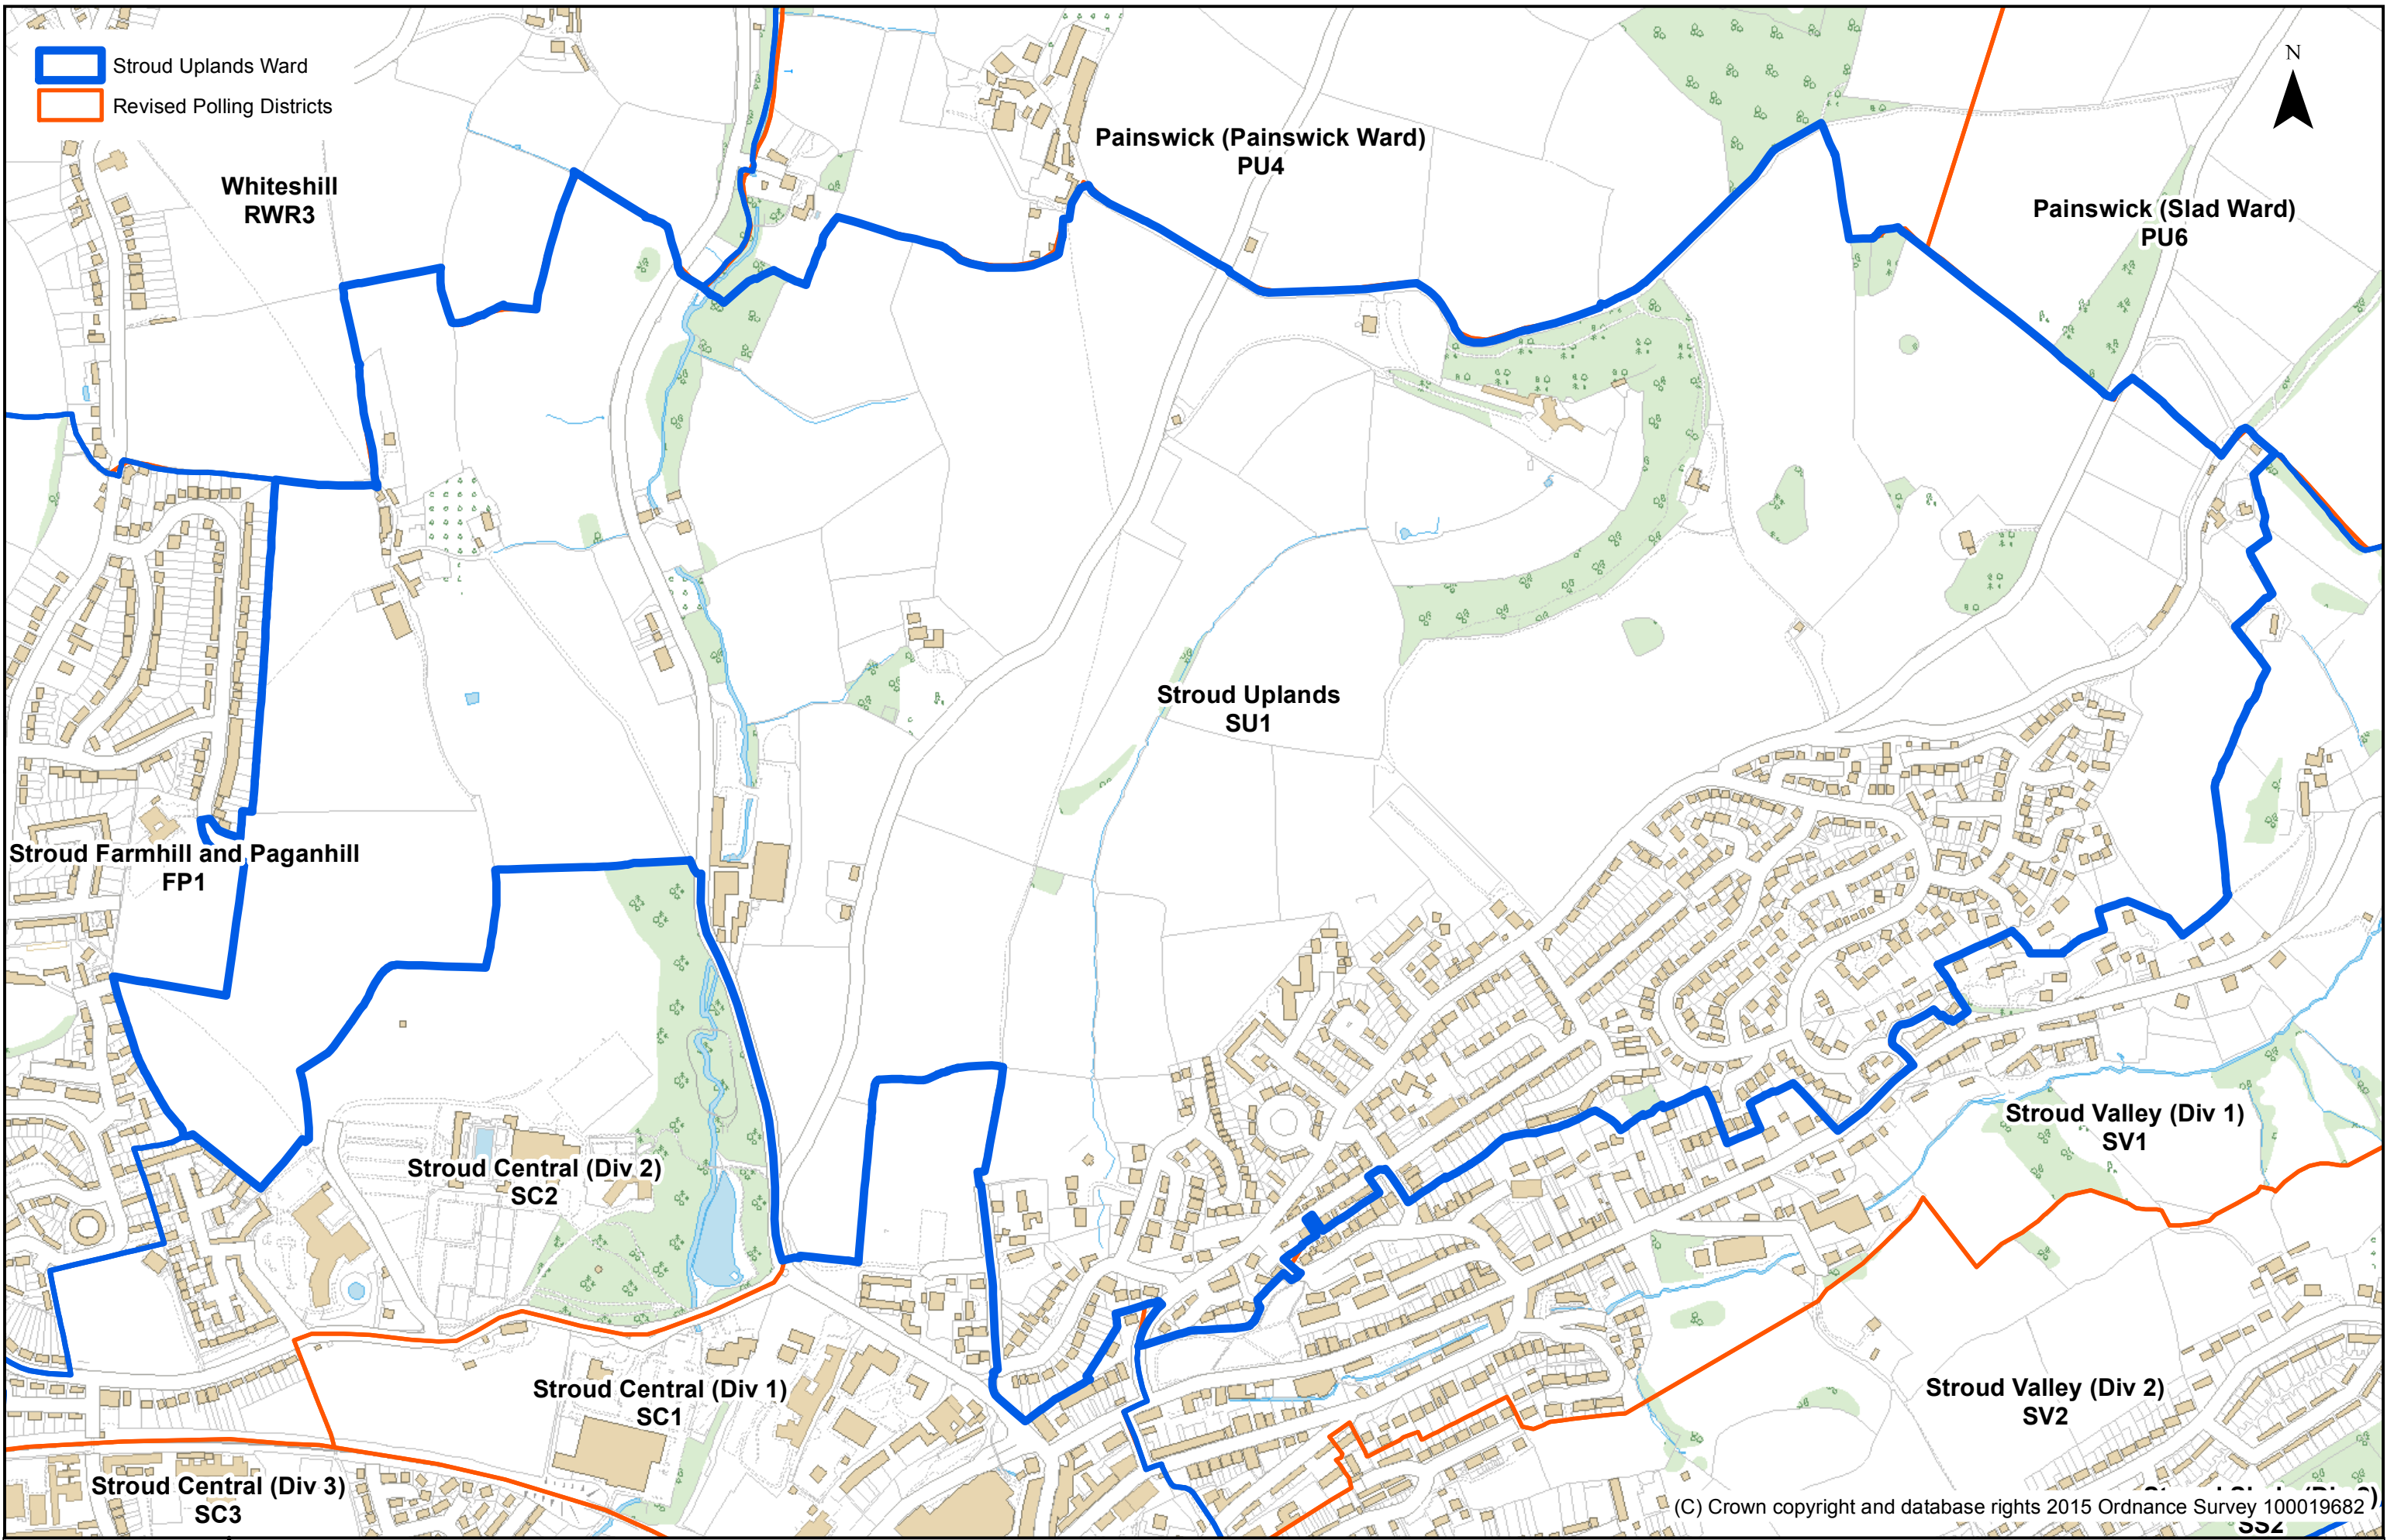 Stroud Uplands Ward
Revised Polling Districts
N
Painswick (Painswick Ward)
PU4
Whiteshill
RWR3
Painswick (Slad Ward)
PU6
Stroud Uplands
SU1
Stroud Farmhill and Paganhill
FP1
Stroud Valley (Div 1)
SV1
Stroud Central (Div 2)
SC2
Stroud Central (Div 1)
SC1
Stroud Valley (Div 2)
SV2
Stroud Central (Div 3)
SC3
(C) Crown copyright and database rights 2015 Ordnance Survey 100019682
SS2